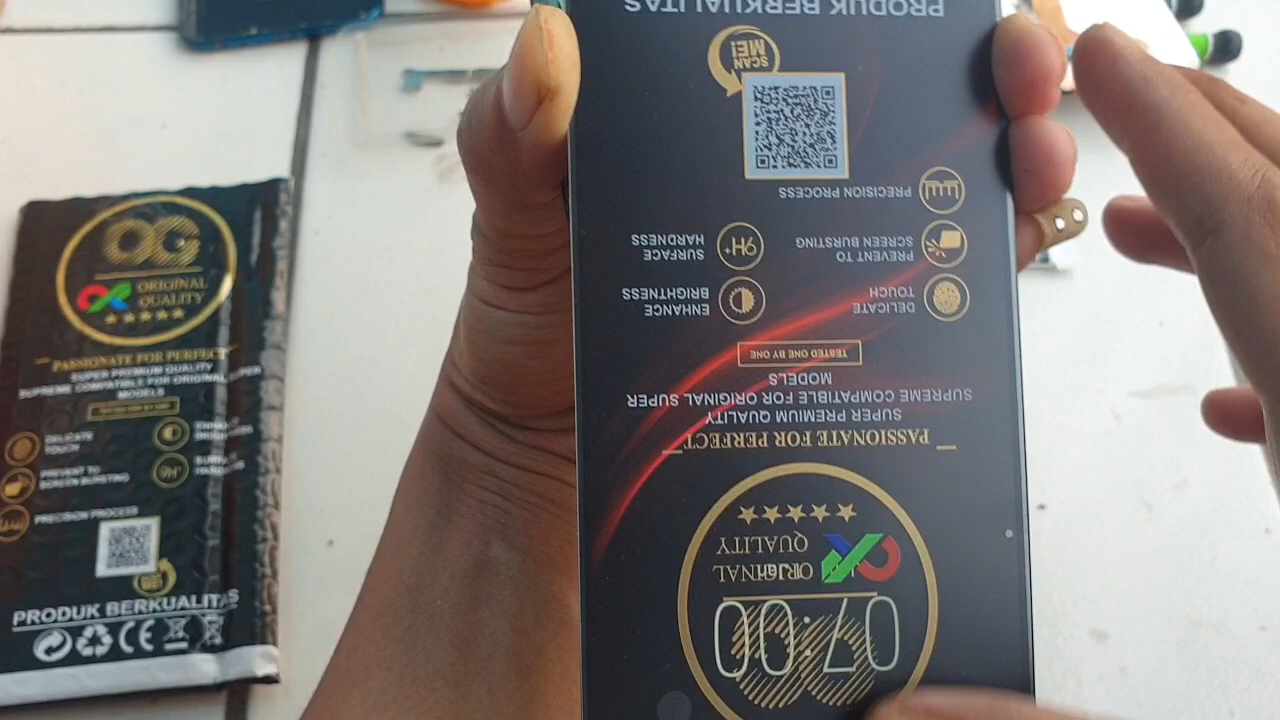 OG
ORIGINAL
QUALITY
PASSIONATE FOR PERFECT
SUPER PREMIUM QUALITY
SUPREME COMPATIBLE FOR ORIGINAL SUPER
MODELS
DELICATE
TOUCH
PREVENT TO
SCREEN BURSTING
PRECISION PROCESS
9H+
PRODUK BERKUALITAS
CE
07:00
OG
ORIGINAL
QUALITY
PASSIONATE FOR PERFECT
SUPER PREMIUM QUALITY
SUPREME COMPATIBLE FOR ORIGINAL SUPER
MODELS
TESTED ONE BY ONE
DELICATE
TOUCH
ENHANCE
BRIGHTNESS
PREVENT TO
SCREEN BURSTING
9H+
SURFACE
HARDNESS
PRECISION PROCESS
SCAN
ME!
PRODUK BERKUALITAS